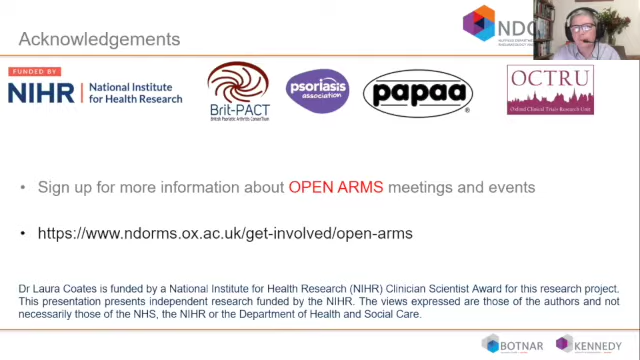 Acknowledgements
NDO
FUNDED BY
NIHR | National Institute
for Health Research
Brit-PACT
psoriasis
association
papaa
®
OCTRU
Oxford Clinical Trials Research Unit
• Sign up for more information about OPEN ARMS meetings and events
• https://www.ndorms.ox.ac.uk/get-involved/open-arms
Dr Laura Coates is funded by a National Institute for Health Research (NIHR) Clinician Scientist Award for this research project.
This presentation presents independent research funded by the NIHR. The views expressed are those of the authors and not
necessarily those of the NHS, the NIHR or the Department of Health and Social Care.
BOTNAR
KENNEDY